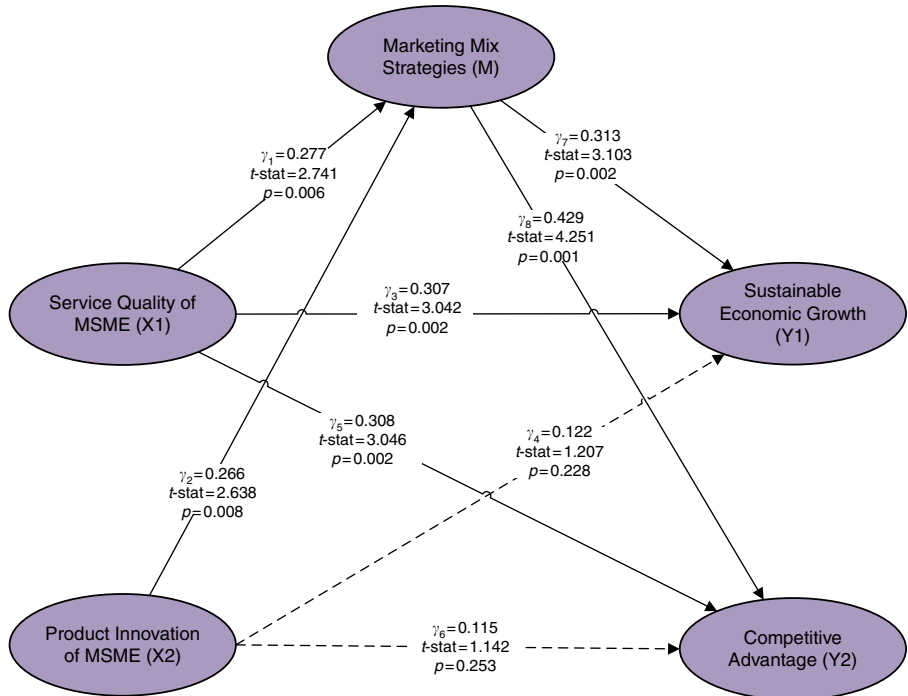 Marketing Mix
Strategies (M)
γ1=0.277
t-stat=2.741
p=0.006
γ7=0.313
t-stat=3.103
p=0.002
γ8=0.429
t-stat=4.251
p=0.001
Service Quality of
MSME (X1)
γ3=0.307
t-stat=3.042
p=0.002
Sustainable
Economic Growth
(Y1)
γ5=0.308
t-stat=3.046
p=0.002
γ4=0.122
t-stat=1.207
p=0.228
γ2=0.266
t-stat=2.638
p=0.008
Product Innovation
of MSME (X2)
γ6=0.115
t-stat=1.142
p=0.253
Competitive
Advantage (Y2)